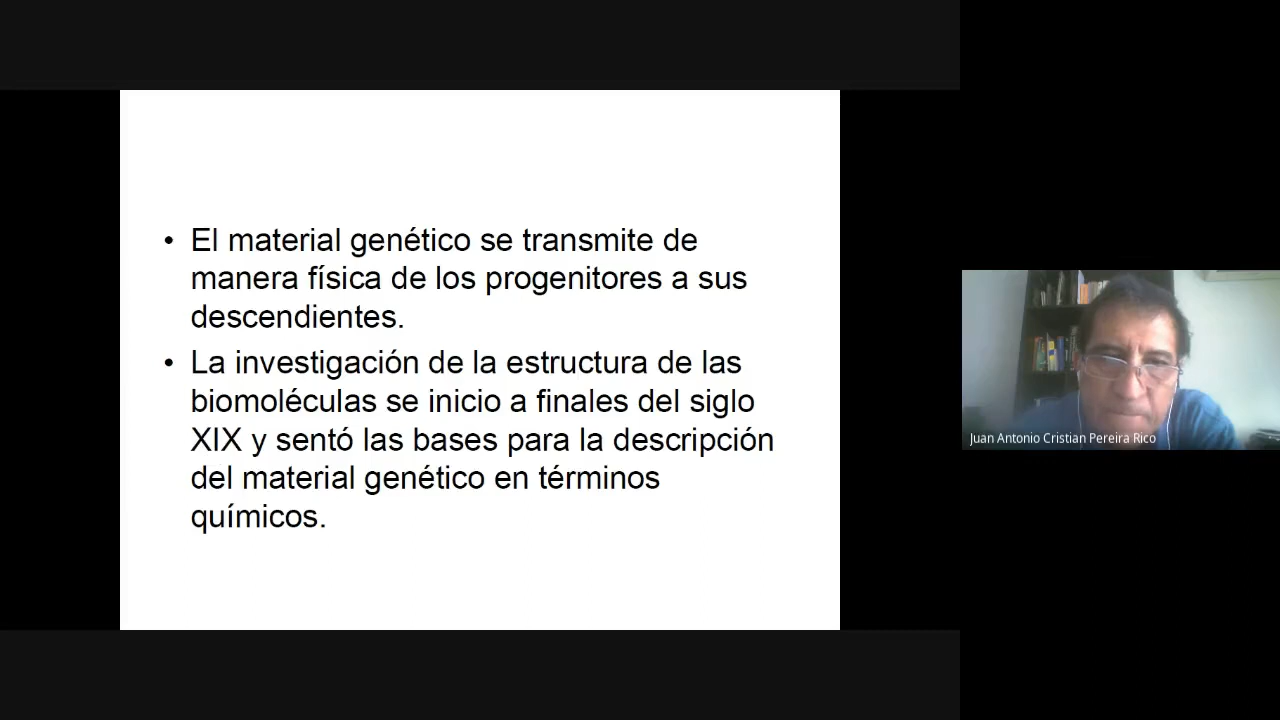 • El material genético se transmite de
manera física de los progenitores a sus
descendientes.
• La investigación de la estructura de las
biomoléculas se inicio a finales del siglo
XIX y sentó las bases para la descripción
del material genético en términos
químicos.
Juan Antonio Cristian Pereira Rico